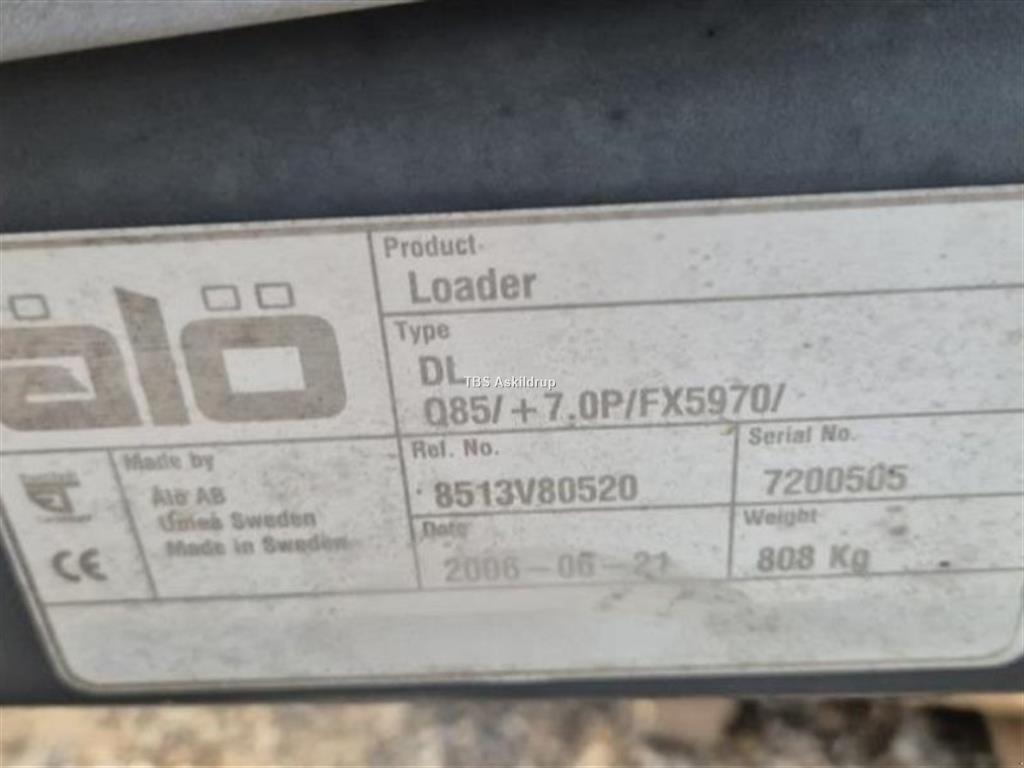 ålö
Product
Loader
Type
DL
Q85/+7.0P/FX5970/
Ref. No.
8513V80520
Serial No.
7200505
Date
2006-06-21
Weight
808 Kg
Made by
Ålö AB
Umeå Sweden
Made in Sweden
CE
TBS Askildrup